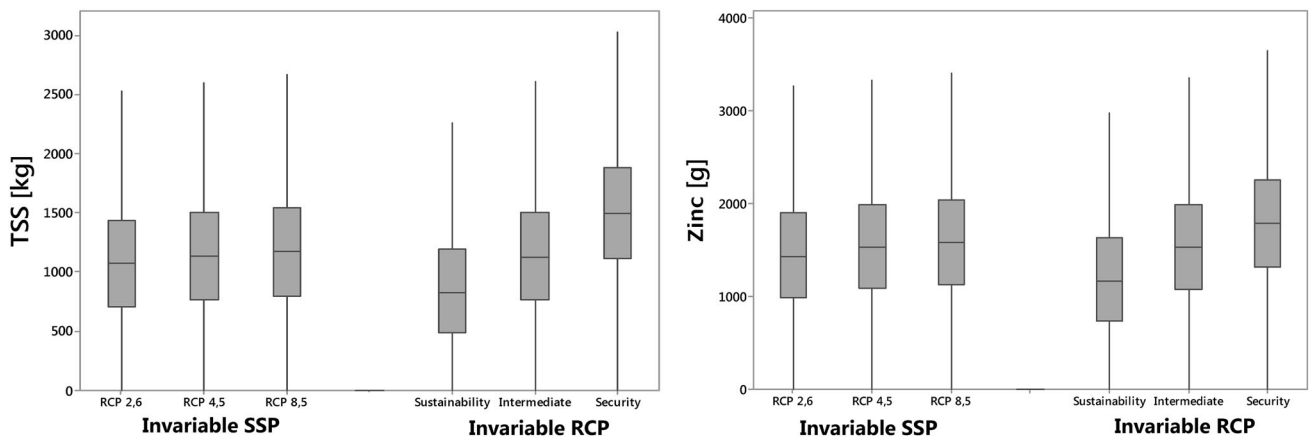 TSS [kg]
3000
2500
2000
1500
1000
500
0
RCP 2,6 RCP 4,5 RCP 8,5 Sustainability Intermediate Security
Invariable SSP Invariable RCP
Zinc [g]
4000
3000
2000
1000
0
RCP 2,6 RCP 4,5 RCP 8,5 Sustainability Intermediate Security
Invariable SSP Invariable RCP